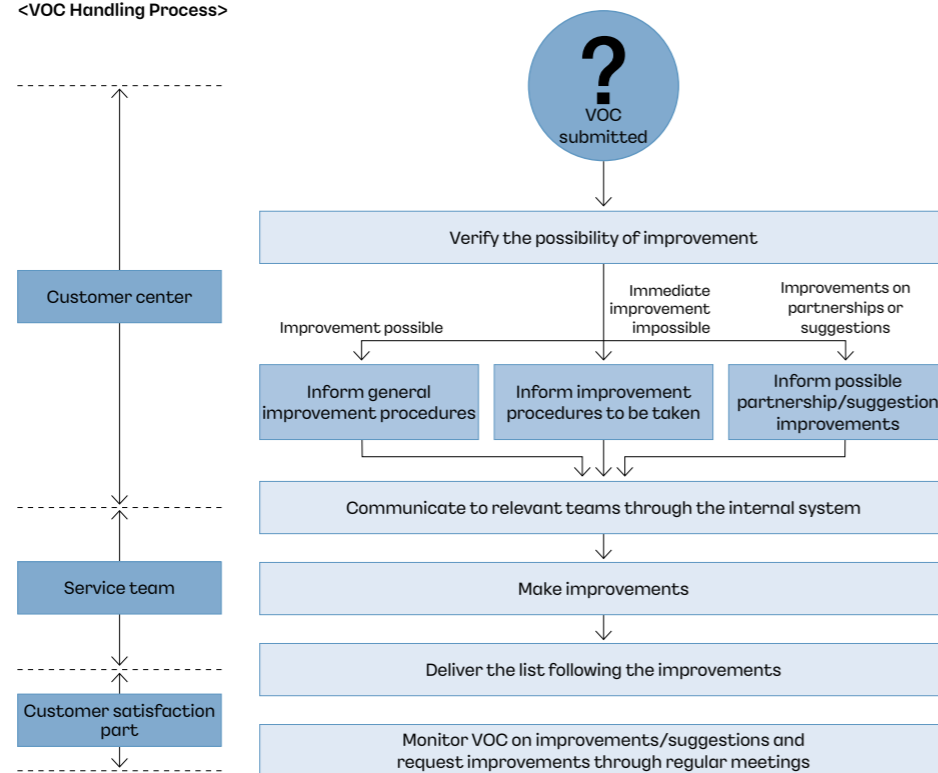 <VOC Handling Process>
?
VOC
submitted
Verify the possibility of improvement
Customer center
Improvement possible
Immediate
improvement
impossible
Improvements on
partnerships or
suggestions
Inform general
improvement procedures
Inform improvement
procedures to be taken
Inform possible
partnership/suggestion
improvements
Communicate to relevant teams through the internal system
Service team
Make improvements
Deliver the list following the improvements
Customer satisfaction
part
Monitor VOC on improvements/suggestions and
request improvements through regular meetings